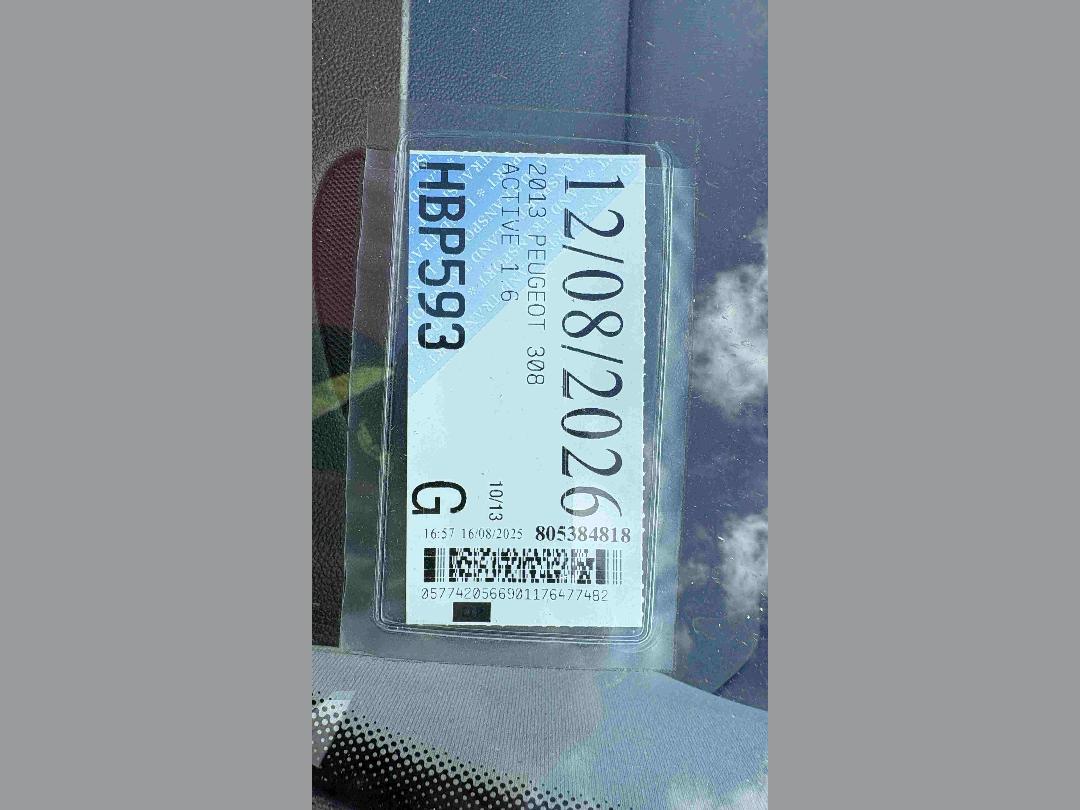 12/08/2026
2013 PEUGEOT 308
ACTIVE 1.6
HBP593
10/13
G
16:57 16/08/2025 805384818
0577420566901176477482